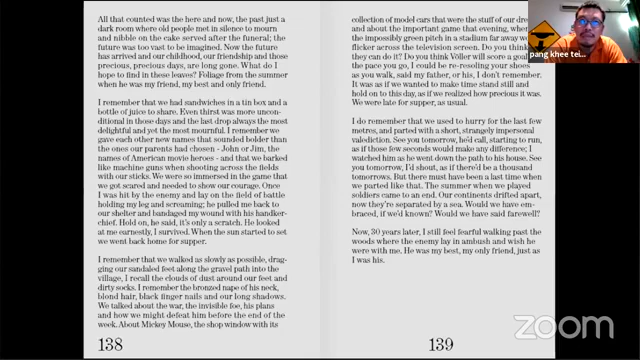 All that counted was the here and now, the past just a
dark room where old people met in silence to mourn
and nibble on the cake served after the funeral; the
future was too vast to be imagined. Now the future
has arrived and our childhood, our friendship and those
precious, precious days, are long gone. What do I
hope to find in these leaves? Foliage from the summer
when he was my friend, my best and only friend.
I remember that we had sandwiches in a tin box and a
bottle of juice to share. Even thirst was more uncon-
ditional in those days and the last drop always the most
delightful and yet the most mournful. I remember we
gave each other new names that sounded bolder than
the ones our parents had chosen - John or Jim, the
names of American movie heroes - and that we barked
like machine guns when shooting across the fields
with our sticks. We were so immersed in the game that
we got scared and needed to show our courage. Once
I was hit by the enemy and lay on the field of battle
holding my leg and screaming; he pulled me back to
our shelter and bandaged my wound with his handker-
chief. Hold on, he said, it's only a scratch. He looked
at me earnestly, I survived. When the sun started to set
we went back home for supper.
I remember that we walked as slowly as possible, drag-
ging our sandaled feet along the gravel path into the
village, I recall the clouds of dust around our feet and
dirty socks. I remember the bronzed nape of his neck,
blond hair, black finger nails and our long shadows.
We talked about the war, the invisible foe, his plans
and how we might defeat him before the end of the
week. About Mickey Mouse, the shop window with its
138
collection of model cars that were the stuff of our
and about the important game that evening,
the impossibly green pitch in a stadium far away
flicker across the television screen. Do you think
they can do it? Do you think Völler will score a
the pace you go, I could be re-resoling your shoes
as you walk, said my father, or his, I don't remember.
It was as if we wanted to make time stand still and
hold on to this day, as if we realized how precious it was.
We were late for supper, as usual.
I do remember that we used to hurry for the last few
metres, and parted with a short, strangely impersonal
valediction. See you tomorrow, he'd call, starting to run,
as if those few seconds would make any difference; I
watched him as he went down the path to his house. See
you tomorrow, I'd shout, as if there'd be a thousand
tomorrows. But there must have been a last time when
we parted like that. The summer when we played
soldiers came to an end. Our continents drifted apart,
now they're separated by a sea. Would we have em-
braced, if we'd known? Would we have said farewell?
Now, 30 years later, I still feel fearful walking past the
woods where the enemy lay in ambush and wish he
were with me. He was my best, my only friend, just as
I was his.
139
pang khee tei...
zoom